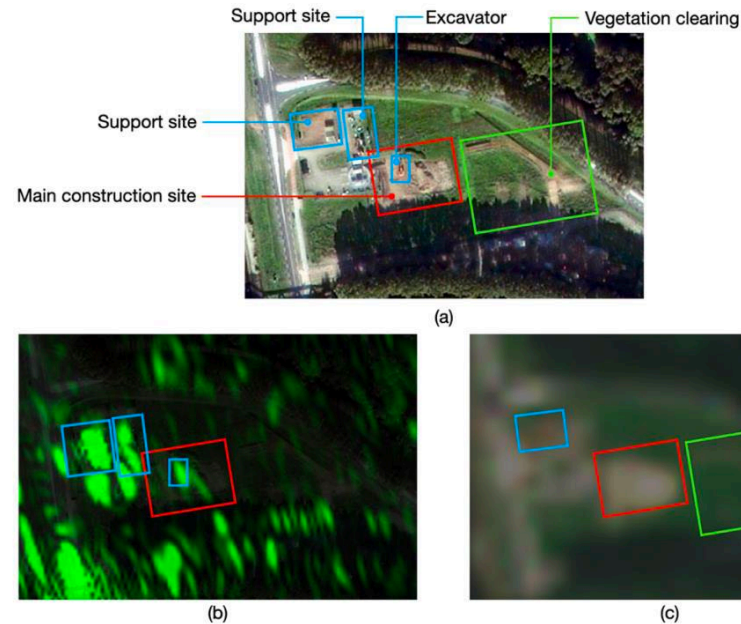 Support site
Excavator
Vegetation clearing
Support site
Main construction site
(a)
(b)
(c)